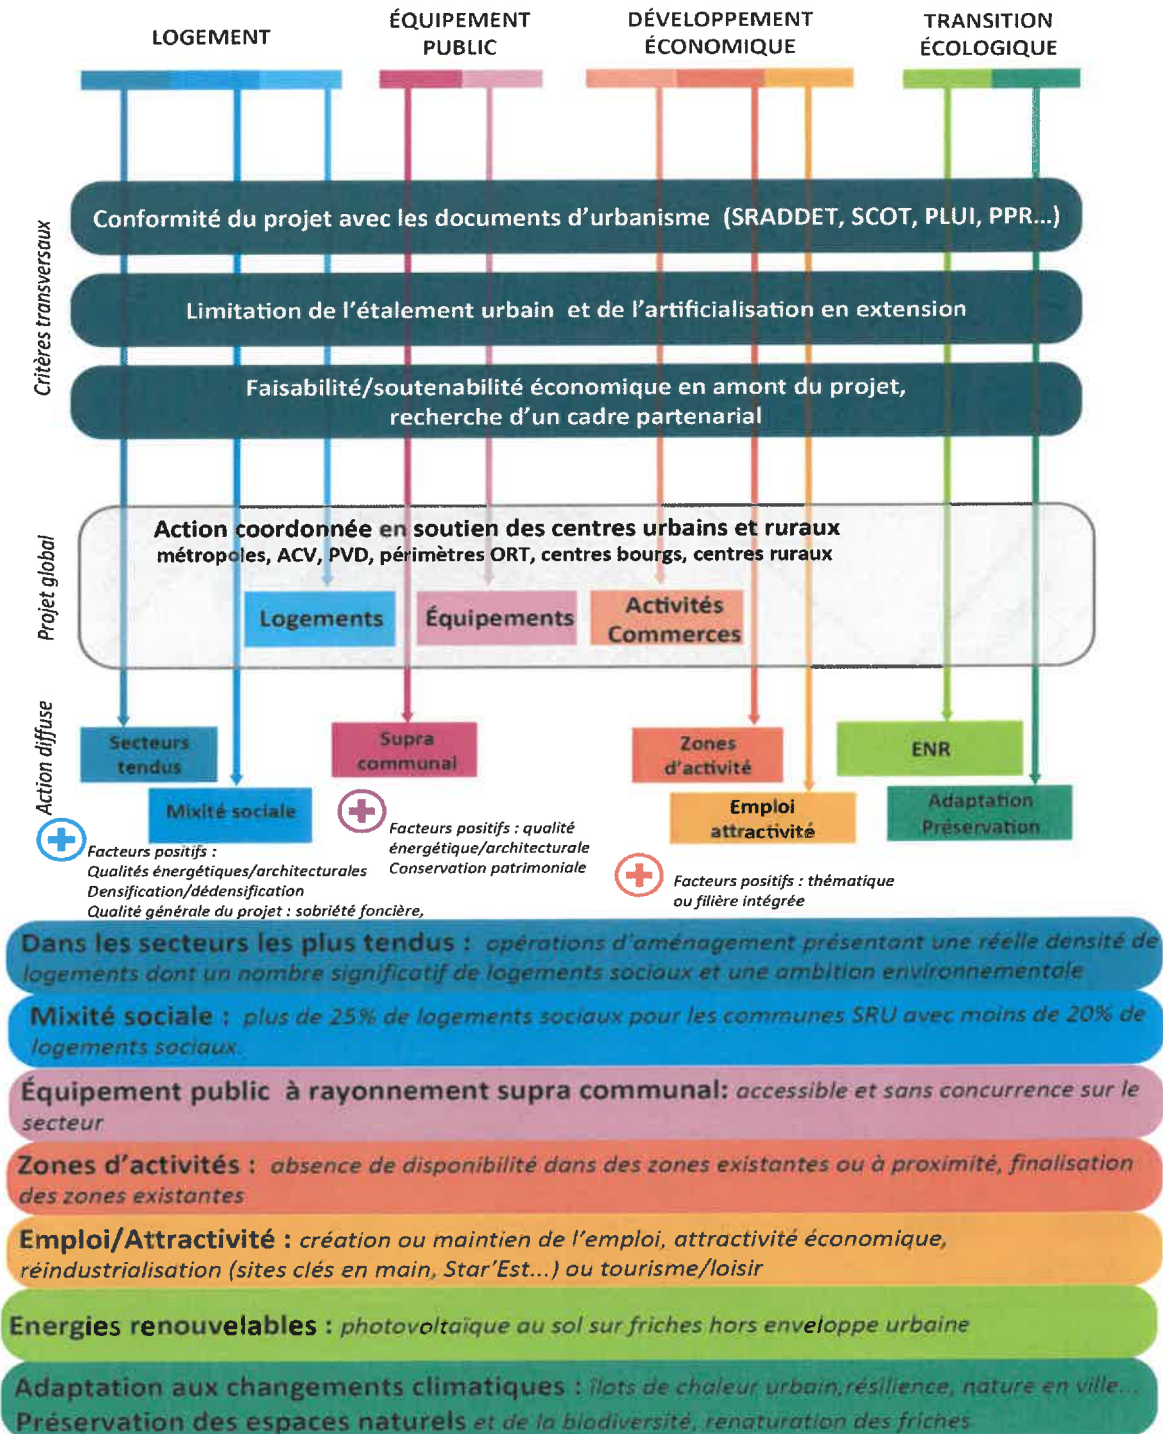 LOGEMENT
ÉQUIPEMENT
PUBLIC
DÉVELOPPEMENT
ÉCONOMIQUE
TRANSITION
ÉCOLOGIQUE
Critères transversaux
Conformité du projet avec les documents d'urbanisme (SRADDET, SCOT, PLUI, PPR...)
Limitation de l'étalement urbain et de l'artificialisation en extension
Faisabilité/soutenabilité économique en amont du projet,
recherche d'un cadre partenarial
Projet global
Action coordonnée en soutien des centres urbains et ruraux
métropoles, ACV, PVD, périmètres ORT, centres bourgs, centres ruraux
Logements
Équipements
Activités
Commerces
Action diffuse
Secteurs
tendus
Mixité sociale
Supra
communal
Zones
d'activité
Emploi
attractivité
ENR
Adaptation
Préservation
Facteurs positifs :
Qualités énergétiques/architecturales
Densification/dédensification
Qualité générale du projet : sobriété foncière,
Facteurs positifs : qualité
énergétique/architecturale
Conservation patrimoniale
Facteurs positifs : thématique
ou filière intégrée
Dans les secteurs les plus tendus : opérations d'aménagement présentant une réelle densité de
logements dont un nombre significatif de logements sociaux et une ambition environnementale
Mixité sociale : plus de 25% de logements sociaux pour les communes SRU avec moins de 20% de
logements sociaux.
Équipement public à rayonnement supra communal: accessible et sans concurrence sur le
secteur
Zones d'activités : absence de disponibilité dans des zones existantes ou à proximité, finalisation
des zones existantes
Emploi/Attractivité : création ou maintien de l'emploi, attractivité économique,
réindustrialisation (sites clés en main, Star'Est...) ou tourisme/loisir
Energies renouvelables : photovoltaïque au sol sur friches hors enveloppe urbaine
Adaptation aux changements climatiques : îlots de chaleur urbain, résilience, nature en ville...
Préservation des espaces naturels et de la biodiversité, renaturation des friches